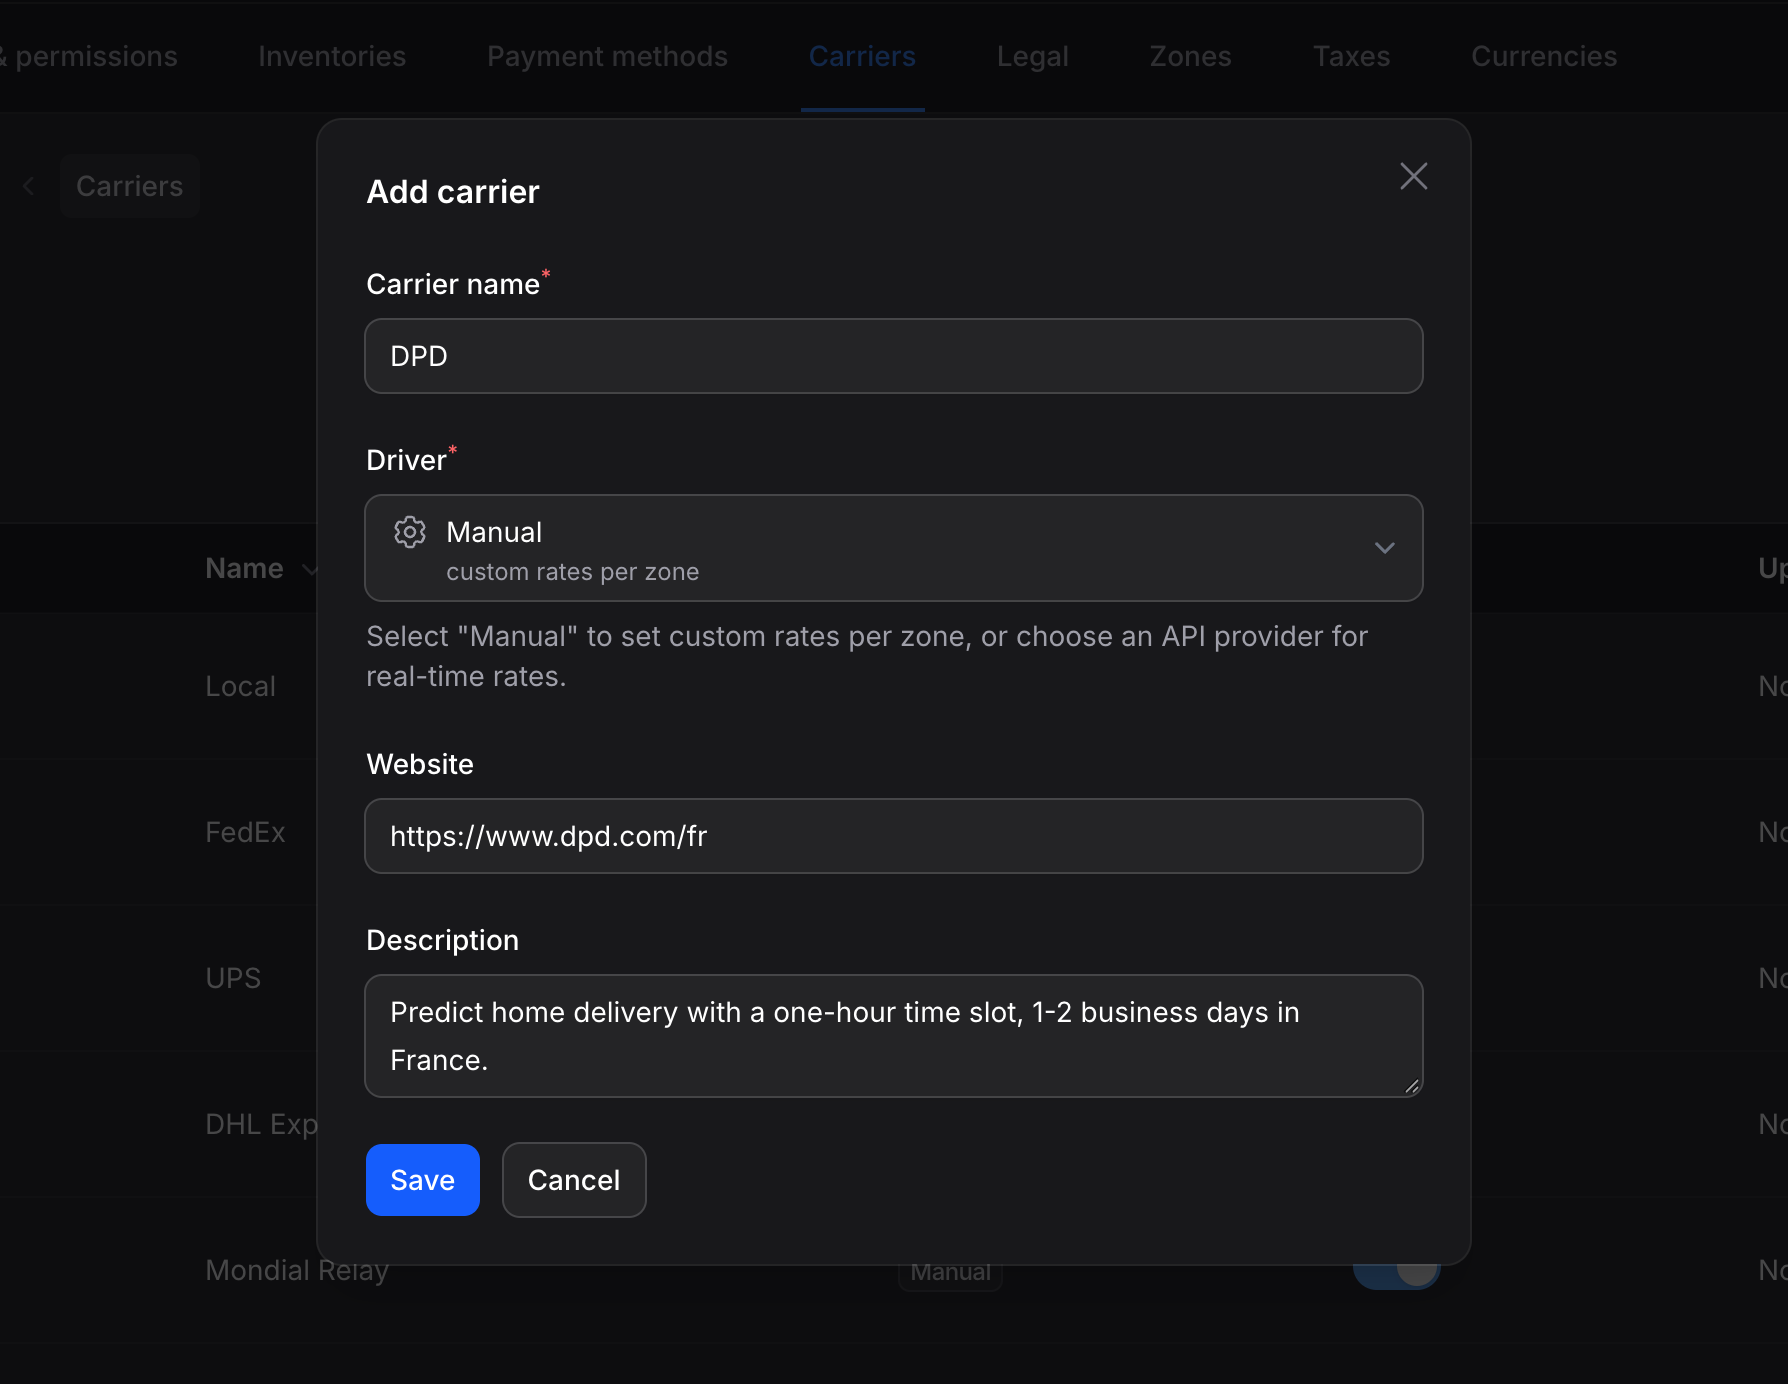 & permissions Inventories Payment methods Carriers Legal Zones Taxes Currencies
Carriers
Add carrier
Carrier name*
DPD
Driver*
Manual
custom rates per zone
Select "Manual" to set custom rates per zone, or choose an API provider for
real-time rates.
Website
https://www.dpd.com/fr
Description
Predict home delivery with a one-hour time slot, 1-2 business days in
France.
Save Cancel
Name
Local
FedEx
UPS
DHL Exp
Mondial Relay Manual